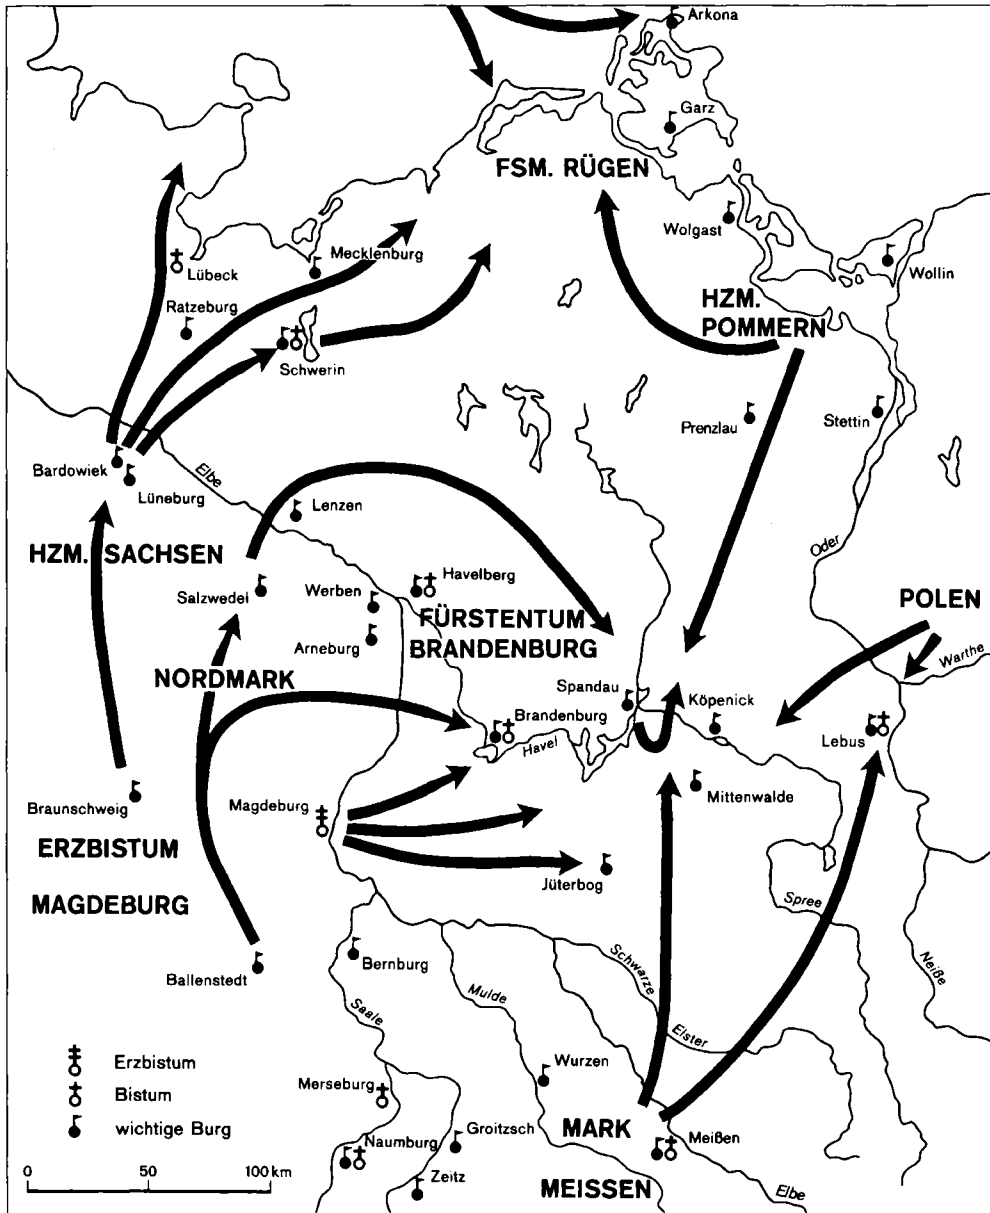 Arkona
Garz
FSM. RÜGEN
Wolgast
Mecklenburg
Lübeck
Wollin
Ratzeburg
HZM.
POMMERN
Schwerin
Prenzlau
Stettin
Bardowiek
Elbe
Lüneburg
Lenzen
HZM. SACHSEN
Oder
Salzwedel
Werben
Havelberg
POLEN
FÜRSTENTUM
BRANDENBURG
Arneburg
Warthe
NORDMARK
Spandau
Köpenick
Brandenburg
Lebus
Havel
Braunschweig
Magdeburg
Mittenwalde
ERZBISTUM
MAGDEBURG
Jüterbog
Spree
Ballenstedt
Bernburg
Schwarze
Elster
Neiße
Mulde
Saale
Erzbistum
Bistum
wichtige Burg
Merseburg
Wurzen
MARK
MEISSEN
Meißen
Naumburg
Groitzsch
Zeitz
Elbe
0 50 100 km